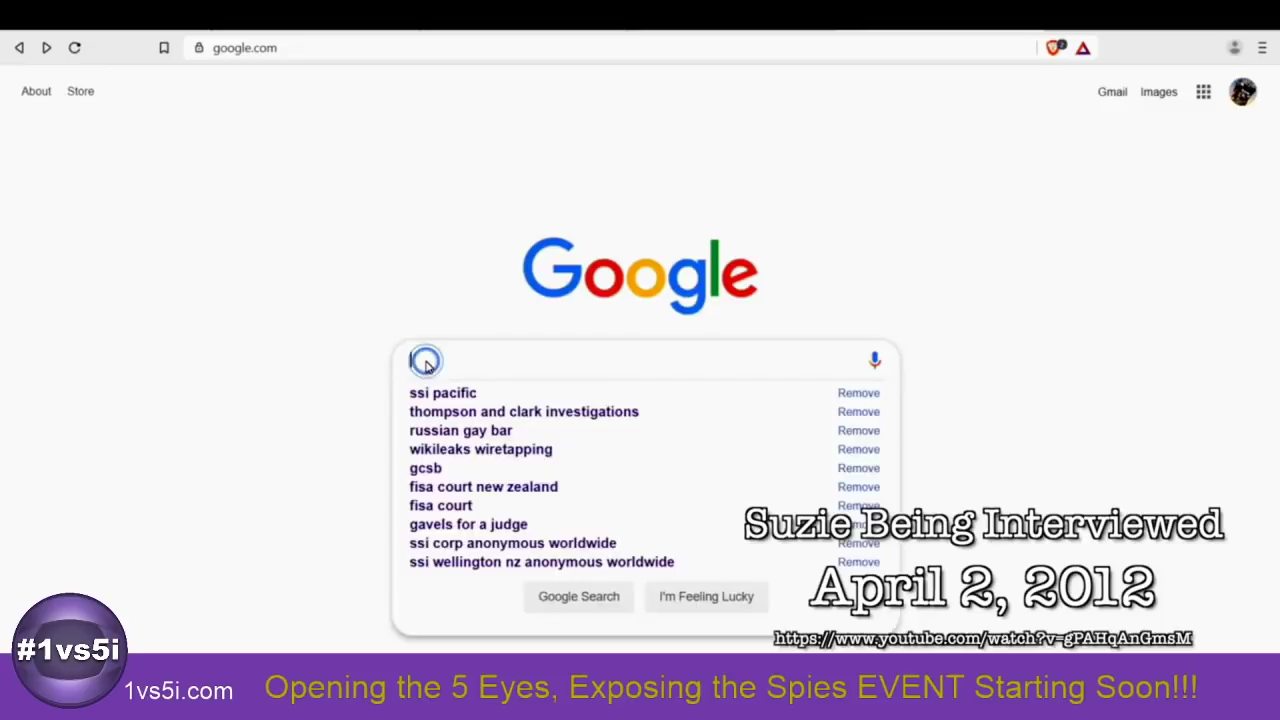 google.com
2
About Store Gmail Images
Google
ssi pacific Remove
thompson and clark investigations Remove
russian gay bar Remove
wikileaks wiretapping Remove
gcsb Remove
fisa court new zealand Remove
fisa court Remove
gavels for a judge
ssi corp anonymous worldwide Remove
ssi wellington nz anonymous worldwide Remove
Google Search I'm Feeling Lucky
Suzie Being Interviewed
April 2, 2012
https://www.youtube.com/watch?v=gPAHqAnGmsM
#1vs5i
1vs5i.com
Opening the 5 Eyes, Exposing the Spies EVENT Starting Soon!!!